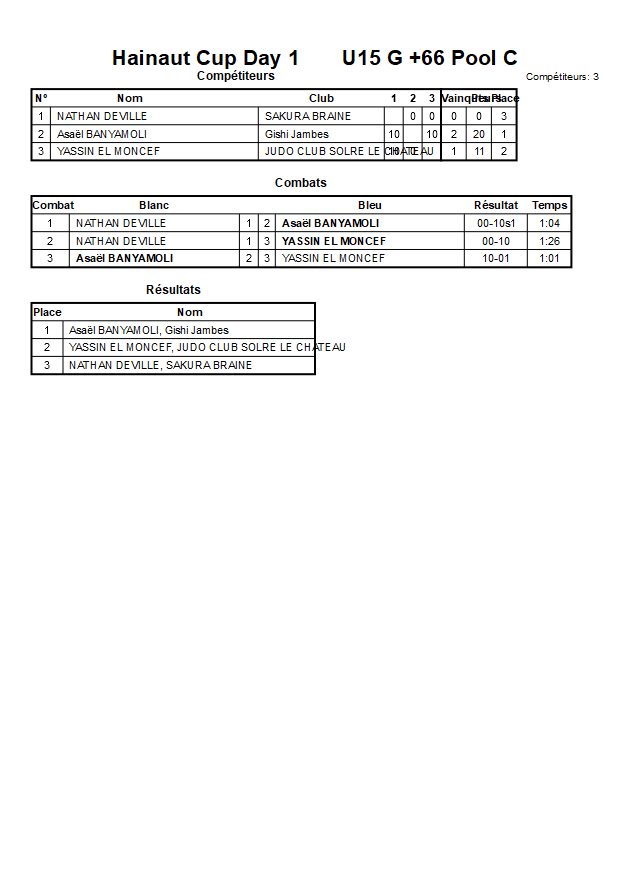 Hainaut Cup Day 1 U15 G +66 Pool C
Compétiteurs Compétiteurs: 3
Nº Nom Club 1 2 3 Vainqueurs Place
1 NATHAN DEVILLE SAKURA BRAINE 0 0 0 0 3
2 Asaël BANYAMOLI Gishi Jambes 10 10 2 20 1
3 YASSIN EL MONCEF JUDO CLUB SOLRE LE CHATEAU 1 11 2
Combats
Combat Blanc Bleu Résultat Temps
1 NATHAN DEVILLE 1 2 Asaël BANYAMOLI 00-10s1 1:04
2 NATHAN DEVILLE 1 3 YASSIN EL MONCEF 00-10 1:26
3 Asaël BANYAMOLI 2 3 YASSIN EL MONCEF 10-01 1:01
Résultats
Place Nom
1 Asaël BANYAMOLI, Gishi Jambes
2 YASSIN EL MONCEF, JUDO CLUB SOLRE LE CHATEAU
3 NATHAN DEVILLE, SAKURA BRAINE